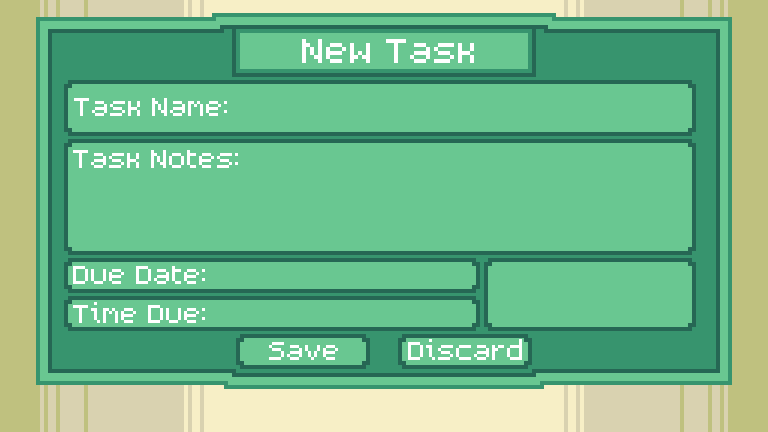 New Task
Task Name:
Task Notes:
Due Date:
Time Due:
Save
Discard